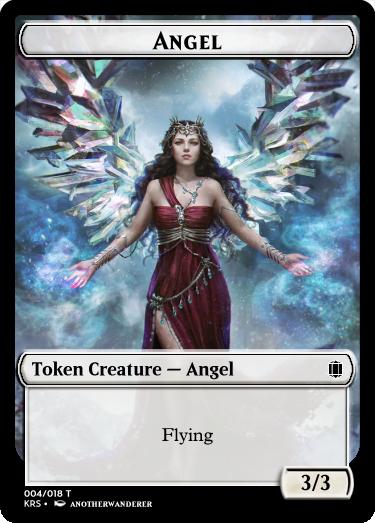 Angel
Token Creature — Angel
Flying
3/3
004/018 T
KRS • ANOTHERWANDERER